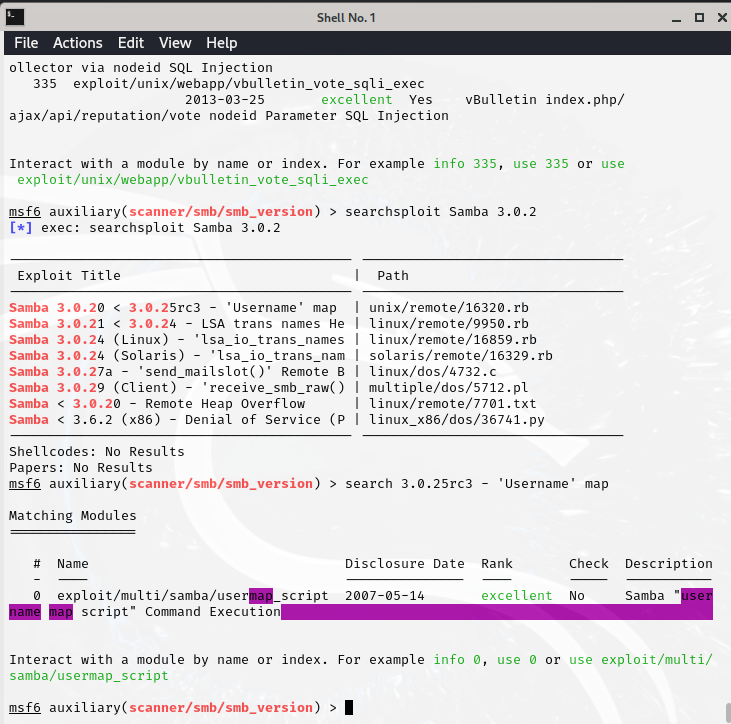 Shell No. 1
File Actions Edit View Help
ollector via nodeid SQL Injection
335 exploit/unix/webapp/vbulletin_vote_sqli_exec
2013-03-25 excellent Yes vBulletin index.php/
ajax/api/reputation/vote nodeid Parameter SQL Injection
Interact with a module by name or index. For example info 335, use 335 or use
exploit/unix/webapp/vbulletin_vote_sqli_exec
msf6 auxiliary(scanner/smb/smb_version) > searchsploit Samba 3.0.2
[*] exec: searchsploit Samba 3.0.2
Exploit Title | Path
Samba 3.0.20 < 3.0.25rc3 - 'Username' map | unix/remote/16320.rb
Samba 3.0.21 < 3.0.24 - LSA trans names He | linux/remote/9950.rb
Samba 3.0.24 (Linux) - 'lsa_io_trans_names | linux/remote/16859.rb
Samba 3.0.24 (Solaris) - 'lsa_io_trans_nam | solaris/remote/16329.rb
Samba 3.0.27a - 'send_mailslot()' Remote B | linux/dos/4732.c
Samba 3.0.29 (Client) - 'receive_smb_raw() | multiple/dos/5712.pl
Samba < 3.0.20 - Remote Heap Overflow | linux/remote/7701.txt
Samba < 3.6.2 (x86) - Denial of Service (P | linux_x86/dos/36741.py
Shellcodes: No Results
Papers: No Results
msf6 auxiliary(scanner/smb/smb_version) > search 3.0.25rc3 - 'Username' map
Matching Modules
================
# Name Disclosure Date Rank Check Description
- ---- --------------- ---- ----- -----------
0 exploit/multi/samba/usermap_script 2007-05-14 excellent No Samba "user
name map script" Command Execution
Interact with a module by name or index. For example info 0, use 0 or use exploit/multi/
samba/usermap_script
msf6 auxiliary(scanner/smb/smb_version) >